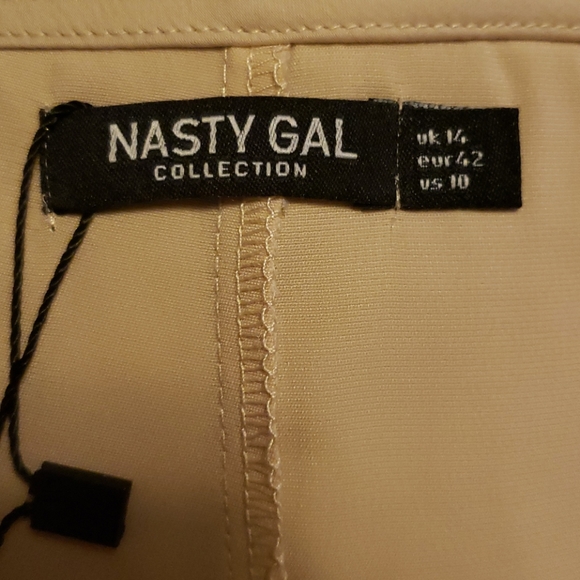 NASTY GAL
COLLECTION
uk 14
eur 42
us 10